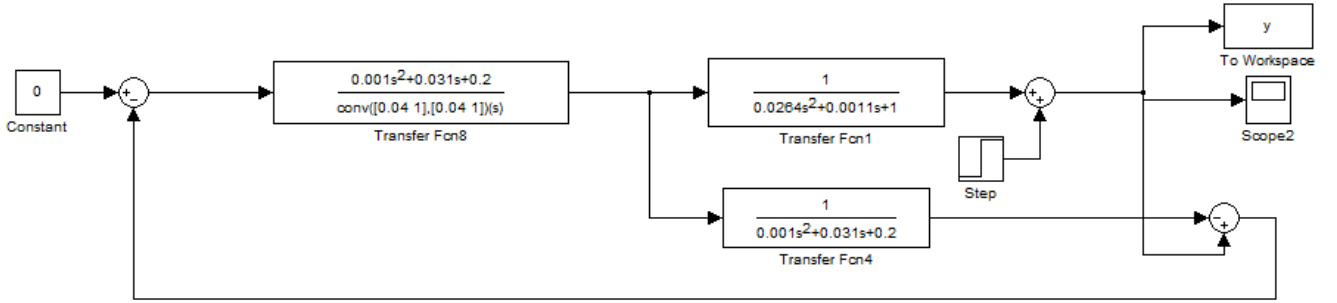 y
To Workspace
0
Constant
0.001s²+0.031s+0.2
conv([0.04 1],[0.04 1])(s)
Transfer Fcn8
1
0.0264s²+0.0011s+1
Transfer Fcn1
Scope2
Step
1
0.001s²+0.031s+0.2
Transfer Fcn4